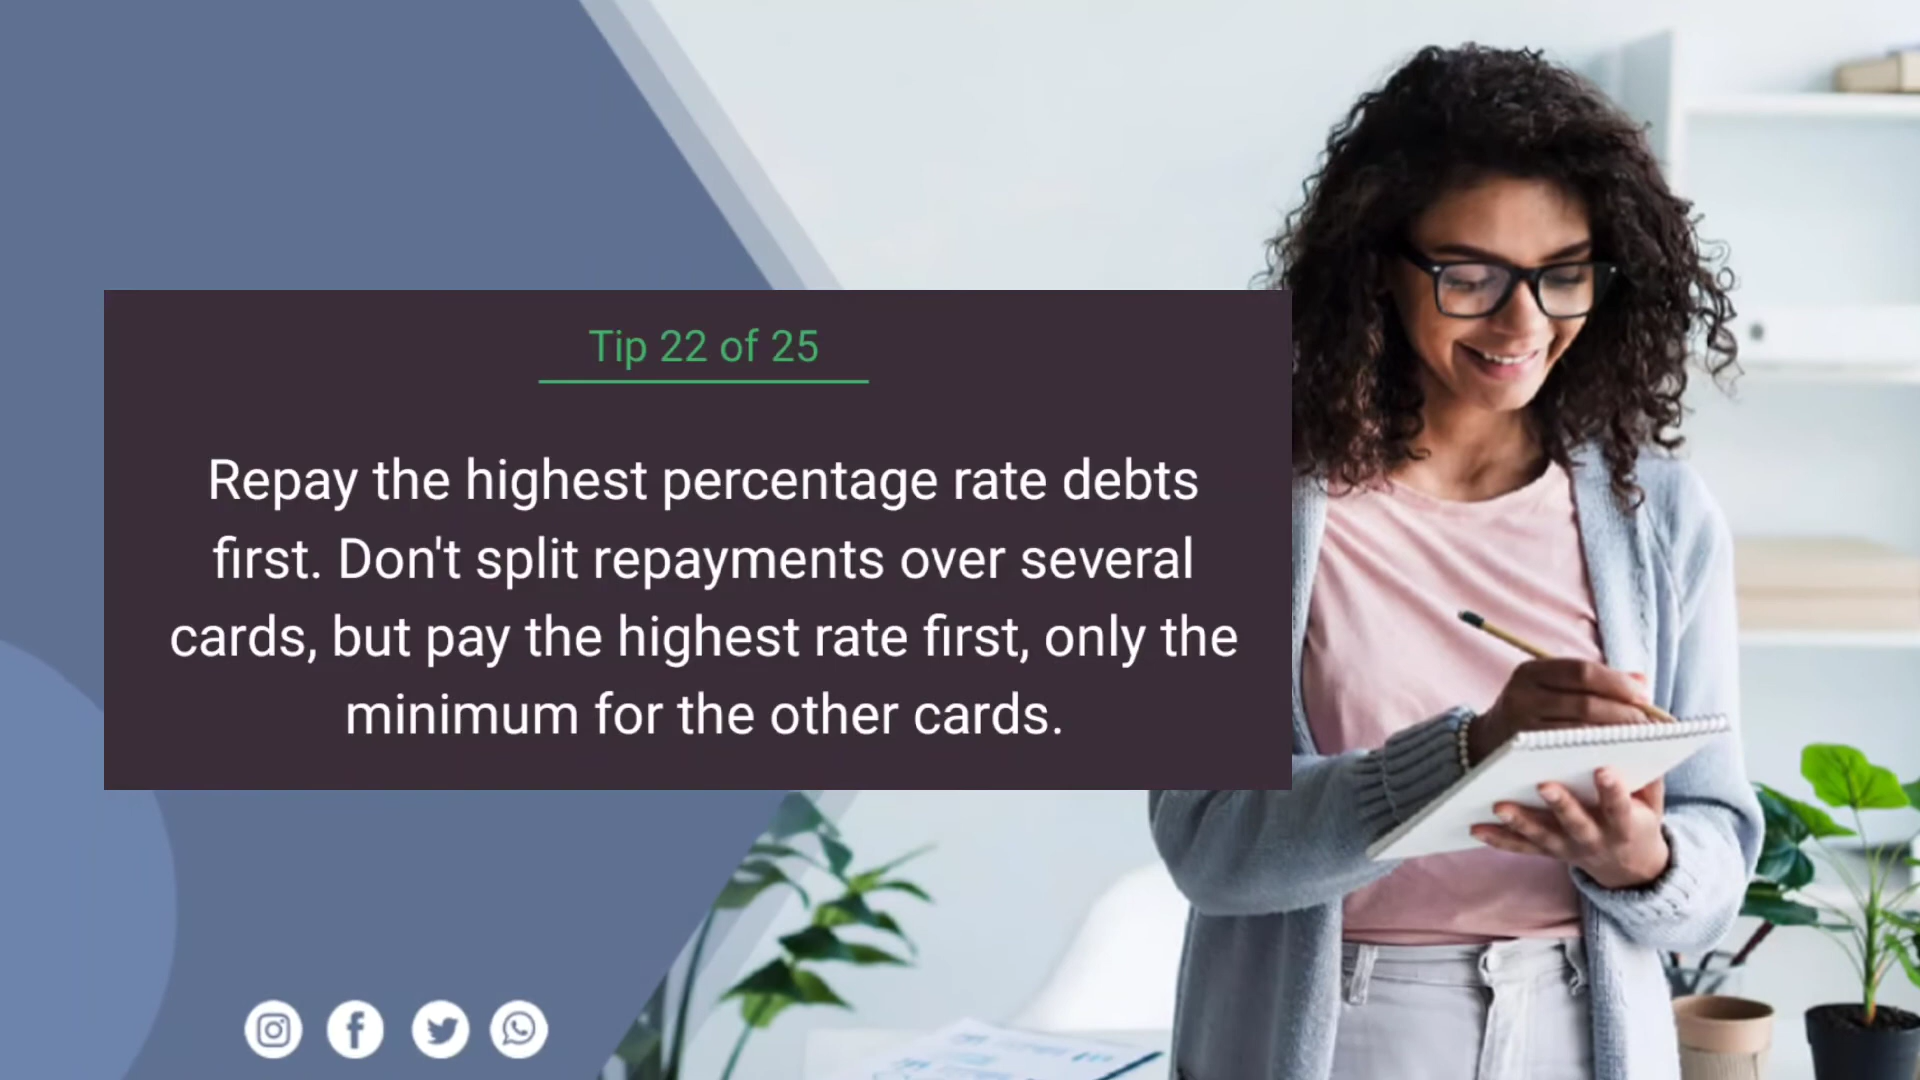 Tip 22 of 25
Repay the highest percentage rate debts
first. Don't split repayments over several
cards, but pay the highest rate first, only the
minimum for the other cards.